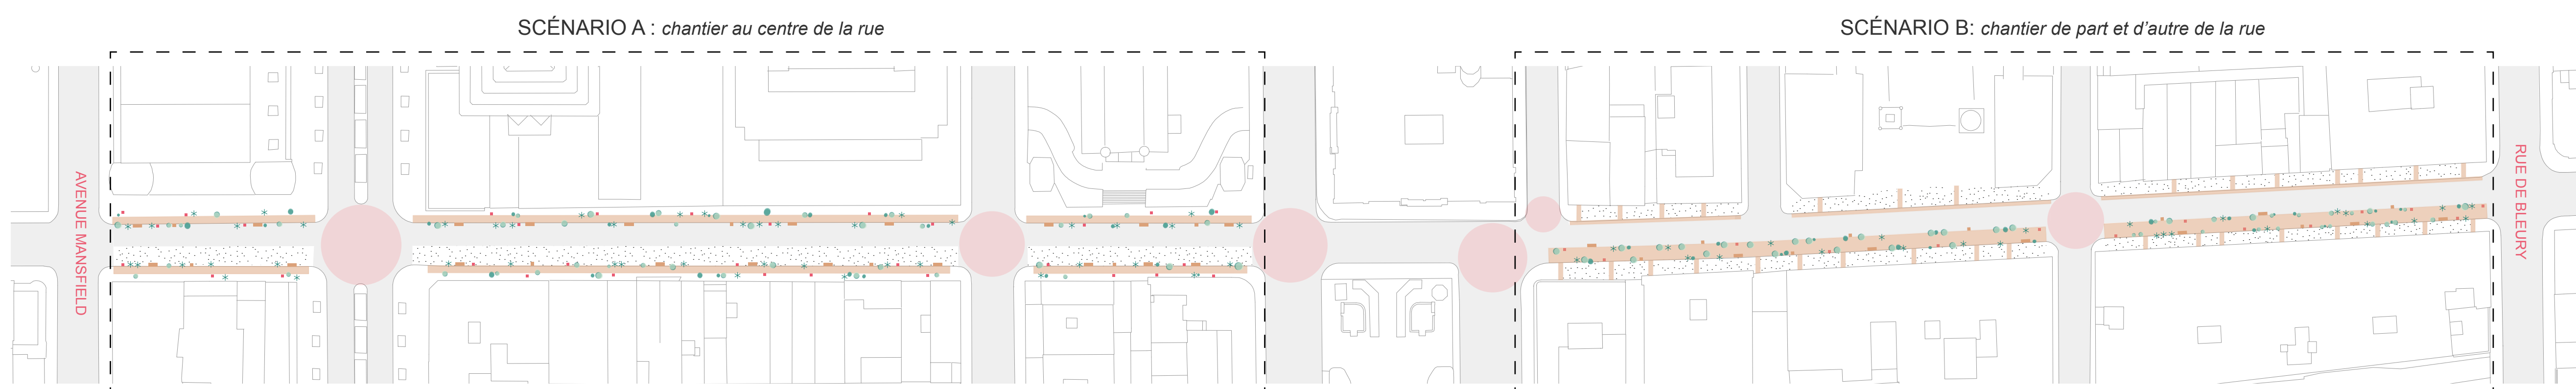 SCÉNARIO A : chantier au centre de la rue
SCÉNARIO B: chantier de part et d’autre de la rue
AVENUE MANSFIELD
RUE DE BLEURY